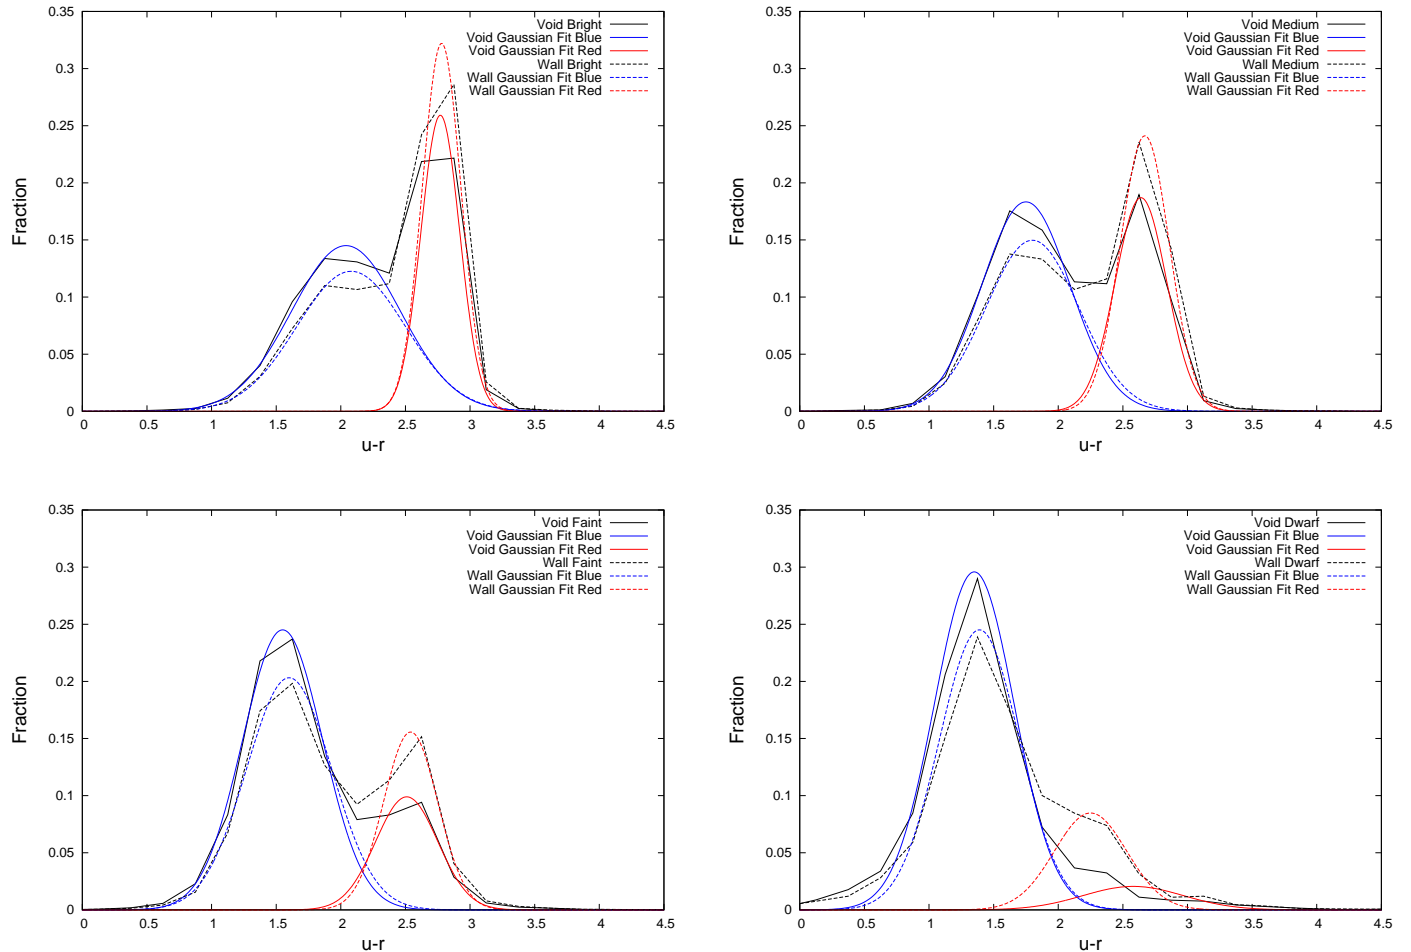 0.35
0.3
0.25
0.2
0.15
0.1
0.05
0
Fraction
0 0.5 1 1.5 2 2.5 3 3.5 4 4.5
u-r
Void Bright
Void Gaussian Fit Blue
Void Gaussian Fit Red
Wall Bright
Wall Gaussian Fit Blue
Wall Gaussian Fit Red
0.35
0.3
0.25
0.2
0.15
0.1
0.05
0
Fraction
0 0.5 1 1.5 2 2.5 3 3.5 4 4.5
u-r
Void Medium
Void Gaussian Fit Blue
Void Gaussian Fit Red
Wall Medium
Wall Gaussian Fit Blue
Wall Gaussian Fit Red
0.35
0.3
0.25
0.2
0.15
0.1
0.05
0
Fraction
0 0.5 1 1.5 2 2.5 3 3.5 4 4.5
u-r
Void Faint
Void Gaussian Fit Blue
Void Gaussian Fit Red
Wall Faint
Wall Gaussian Fit Blue
Wall Gaussian Fit Red
0.35
0.3
0.25
0.2
0.15
0.1
0.05
0
Fraction
0 0.5 1 1.5 2 2.5 3 3.5 4 4.5
u-r
Void Dwarf
Void Gaussian Fit Blue
Void Gaussian Fit Red
Wall Dwarf
Wall Gaussian Fit Blue
Wall Gaussian Fit Red